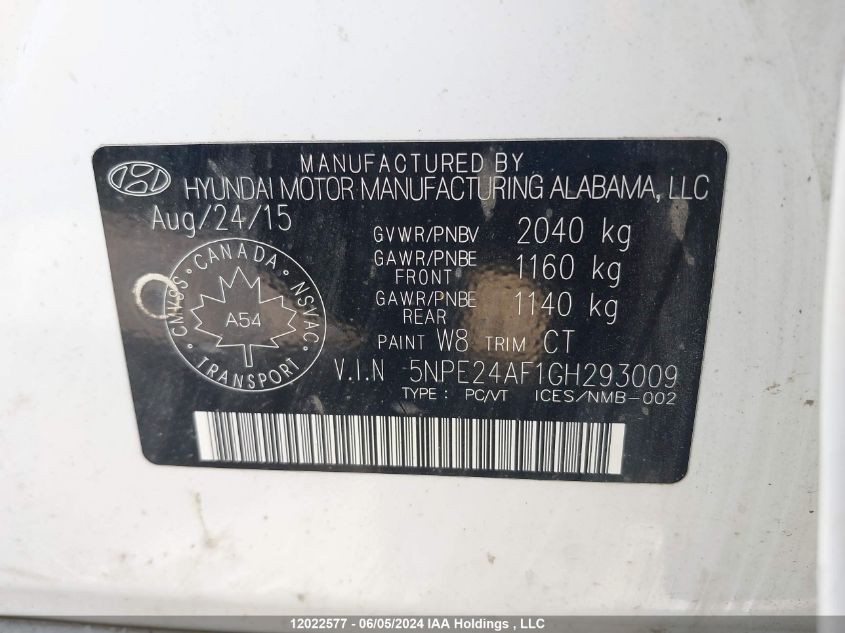 MANUFACTURED BY
HYUNDAI MOTOR MANUFACTURING ALABAMA, LLC
Aug/24/15
GVWR/PNBV 2040 kg
GAWR/PNBE FRONT 1160 kg
GAWR/PNBE REAR 1140 kg
PAINT W8 TRIM CT
CANADA
CMVSS NSVAC
A54
TRANSPORT
V.I.N 5NPE24AF1GH293009
TYPE : PC/VT ICES/NMB-002
12022577 - 06/05/2024 IAA Holdings , LLC